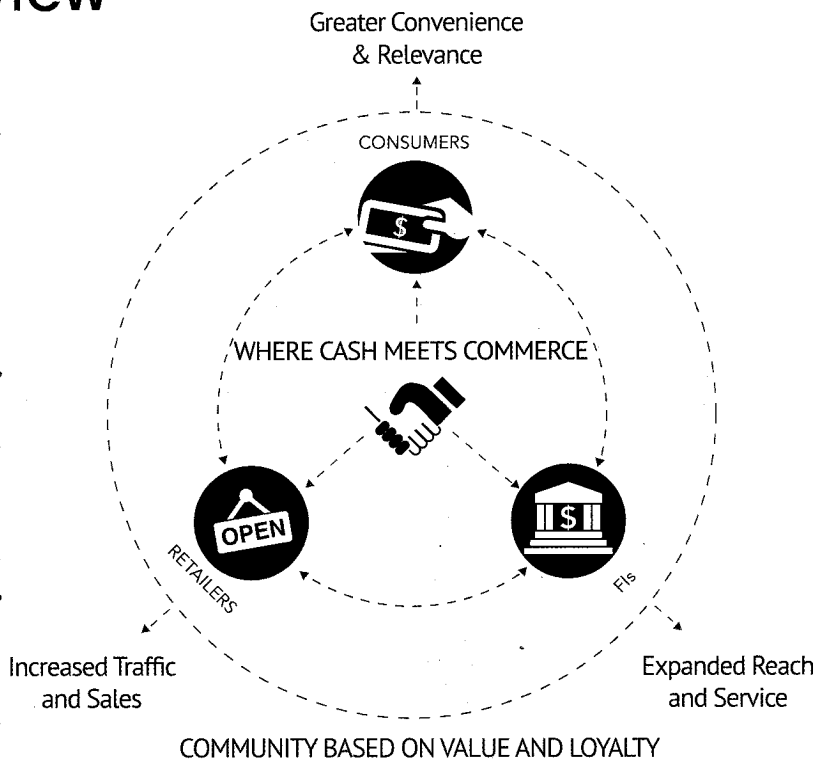 Greater Convenience
& Relevance
CONSUMERS
$
WHERE CASH MEETS COMMERCE
OPEN
RETAILERS
$
FIs
Increased Traffic
and Sales
Expanded Reach
and Service
COMMUNITY BASED ON VALUE AND LOYALTY